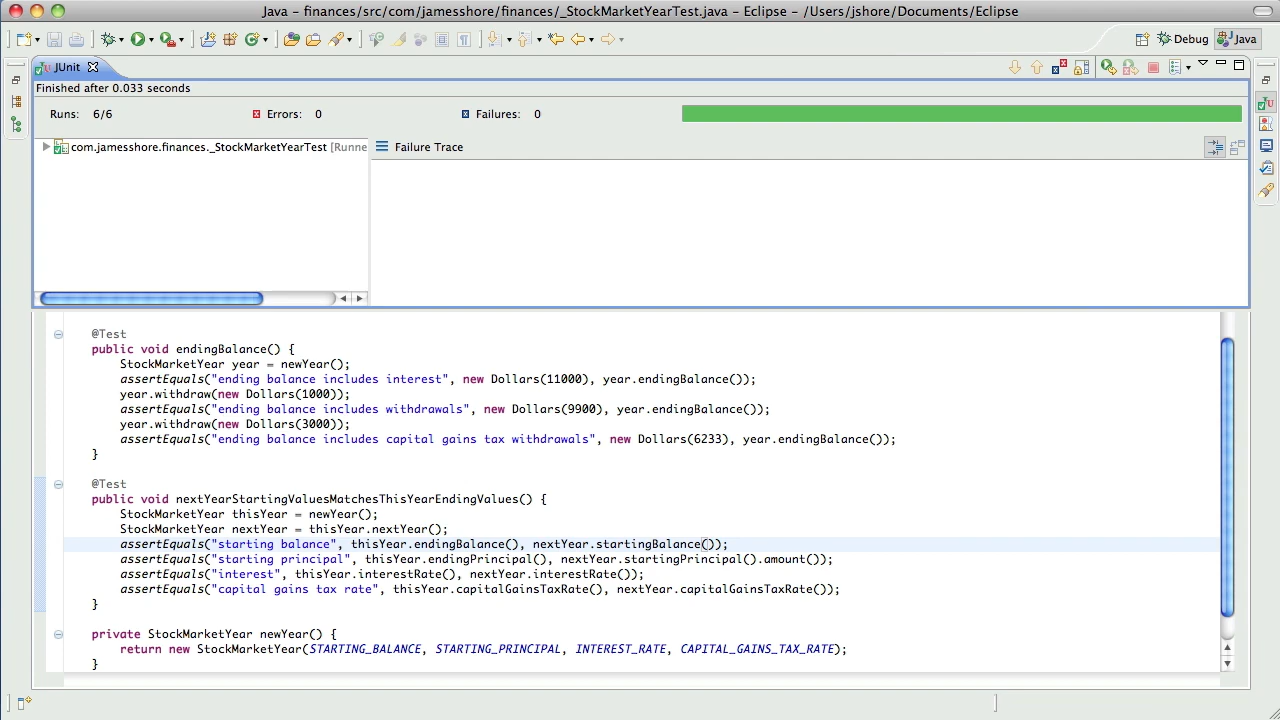 Java - finances/src/com/jamesshore/finances/_StockMarketYearTest.java - Eclipse - /Users/jshore/Documents/Eclipse
Debug Java
JUnit
Finished after 0.033 seconds
Runs: 6/6 Errors: 0 Failures: 0
com.jamesshore.finances._StockMarketYearTest [Runne
Failure Trace
@Test
public void endingBalance() {
StockMarketYear year = newYear();
assertEquals("ending balance includes interest", new Dollars(11000), year.endingBalance());
year.withdraw(new Dollars(1000));
assertEquals("ending balance includes withdrawals", new Dollars(9900), year.endingBalance());
year.withdraw(new Dollars(3000));
assertEquals("ending balance includes capital gains tax withdrawals", new Dollars(6233), year.endingBalance());
}
@Test
public void nextYearStartingValuesMatchesThisYearEndingValues() {
StockMarketYear thisYear = newYear();
StockMarketYear nextYear = thisYear.nextYear();
assertEquals("starting balance", thisYear.endingBalance(), nextYear.startingBalance());
assertEquals("starting principal", thisYear.endingPrincipal(), nextYear.startingPrincipal().amount());
assertEquals("interest", thisYear.interestRate(), nextYear.interestRate());
assertEquals("capital gains tax rate", thisYear.capitalGainsTaxRate(), nextYear.capitalGainsTaxRate());
}
private StockMarketYear newYear() {
return new StockMarketYear(STARTING_BALANCE, STARTING_PRINCIPAL, INTEREST_RATE, CAPITAL_GAINS_TAX_RATE);
}